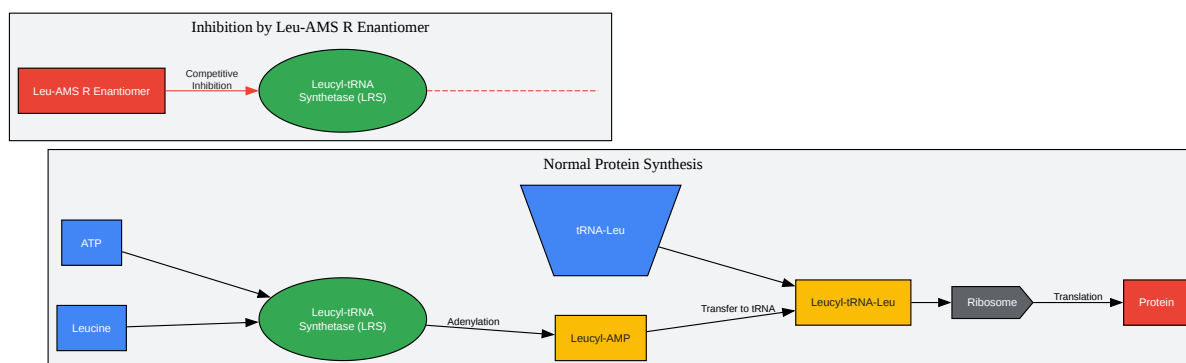 Inhibition by Leu-AMS R Enantiomer
Leu-AMS R Enantiomer
Competitive
Inhibition
Leucyl-tRNA
Synthetase (LRS)
Normal Protein Synthesis
ATP
Leucine
Leucyl-tRNA
Synthetase (LRS)
Adenylation
tRNA-Leu
Leucyl-AMP
Transfer to tRNA
Leucyl-tRNA-Leu
Ribosome
Translation
Protein